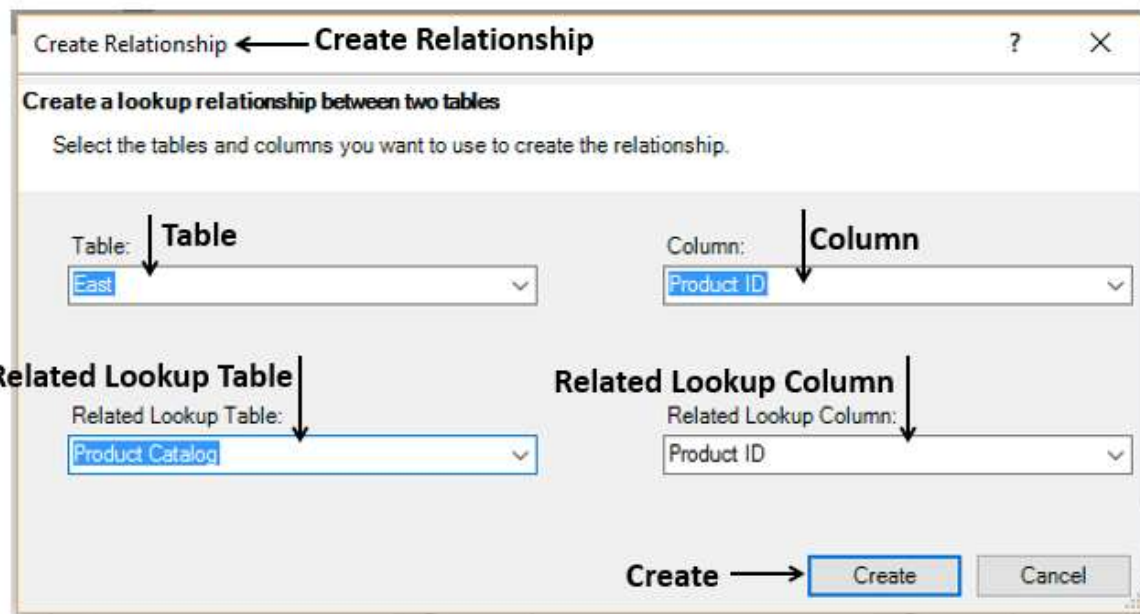 Create Relationship Create Relationship ? ×
Create a lookup relationship between two tables
Select the tables and columns you want to use to create the relationship.
Table: Table
East
Column: Column
Product ID
Related Lookup Table
Related Lookup Table:
Product Catalog
Related Lookup Column
Related Lookup Column:
Product ID
Create Create Cancel